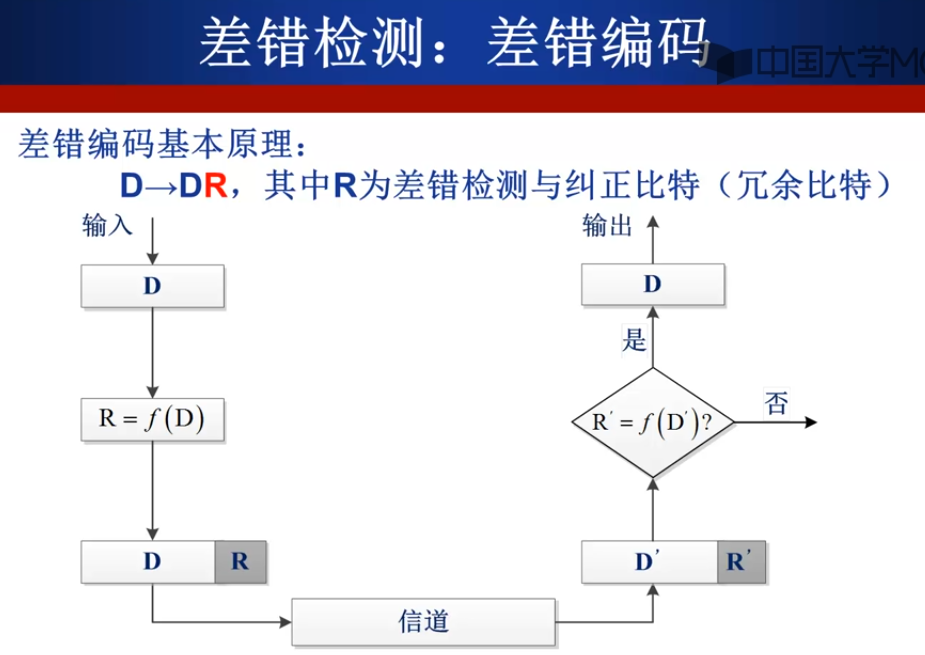 差错检测：差错编码
中国大学MO
差错编码基本原理：
D→DR，其中R为差错检测与纠正比特（冗余比特）
输入
输出
D
D
是
R = f(D)
R' = f(D')?
否
D R
D' R'
信道